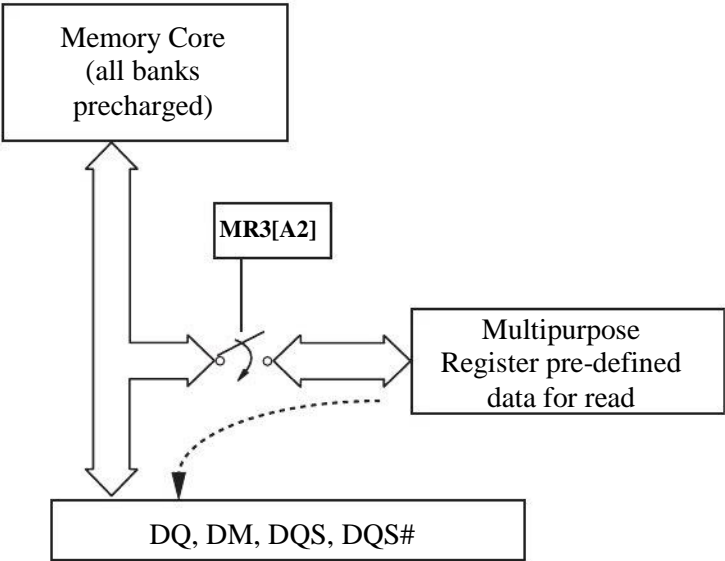 Memory Core
(all banks
precharged)
MR3[A2]
Multipurpose
Register pre-defined
data for read
DQ, DM, DQS, DQS#